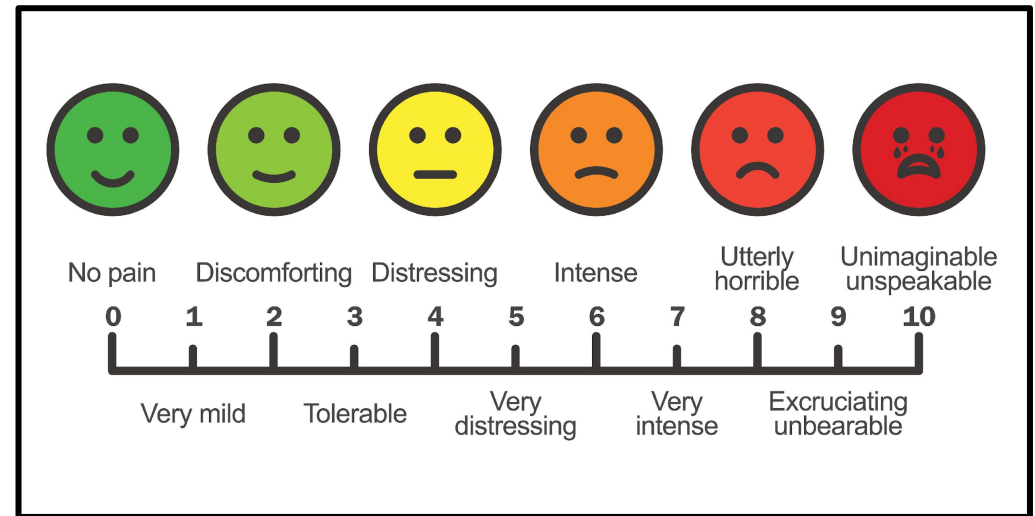 No pain Discomforting Distressing Intense Utterly horrible Unimaginable unspeakable
0 1 2 3 4 5 6 7 8 9 10
Very mild Tolerable Very distressing Very intense Excruciating unbearable